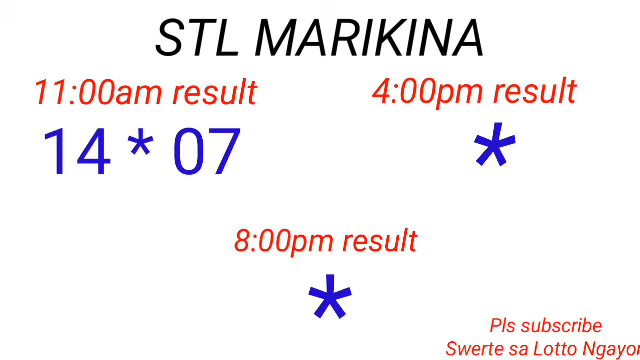 STL MARIKINA
11:00am result
4:00pm result
14 * 07
*
8:00pm result
*
Pls subscribe
Swerte sa Lotto Ngayon